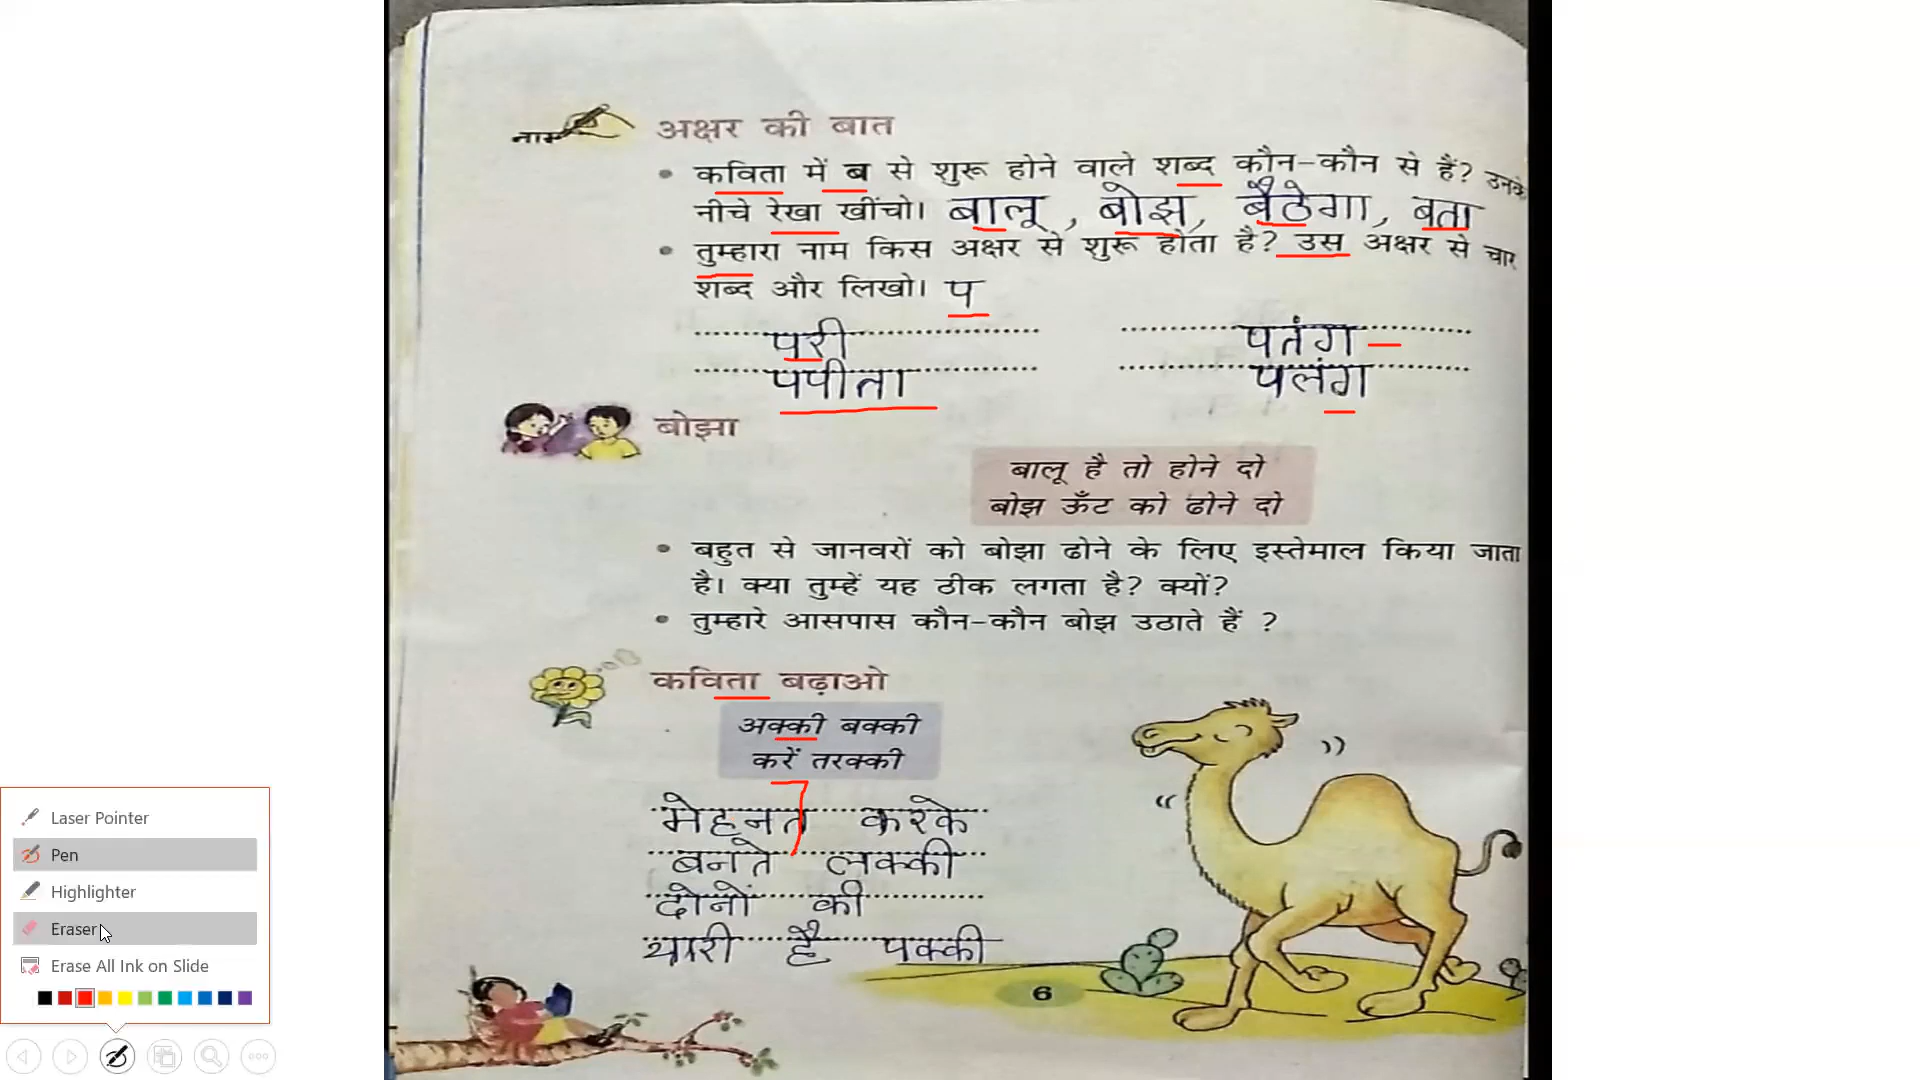 नाम
अक्षर की बात
कविता में ब से शुरू होने वाले शब्द कौन-कौन से हैं? उनके
नीचे रेखा खींचो। बालू, बोझ, बैठेगा, बता
तुम्हारा नाम किस अक्षर से शुरू होता है? उस अक्षर से चार
शब्द और लिखो। प
परी पतंग
पपीता पलंग
बोझा
बालू है तो होने दो
बोझ ऊँट को ढोने दो
बहुत से जानवरों को बोझा ढोने के लिए इस्तेमाल किया जाता
है। क्या तुम्हें यह ठीक लगता है? क्यों?
तुम्हारे आसपास कौन-कौन बोझ उठाते हैं ?
कविता बढ़ाओ
अक्की बक्की
करें तरक्की
मेहनत करके
बनते लक्की
दोनों की
यारी है पक्की
6
Laser Pointer
Pen
Highlighter
Eraser
Erase All Ink on Slide